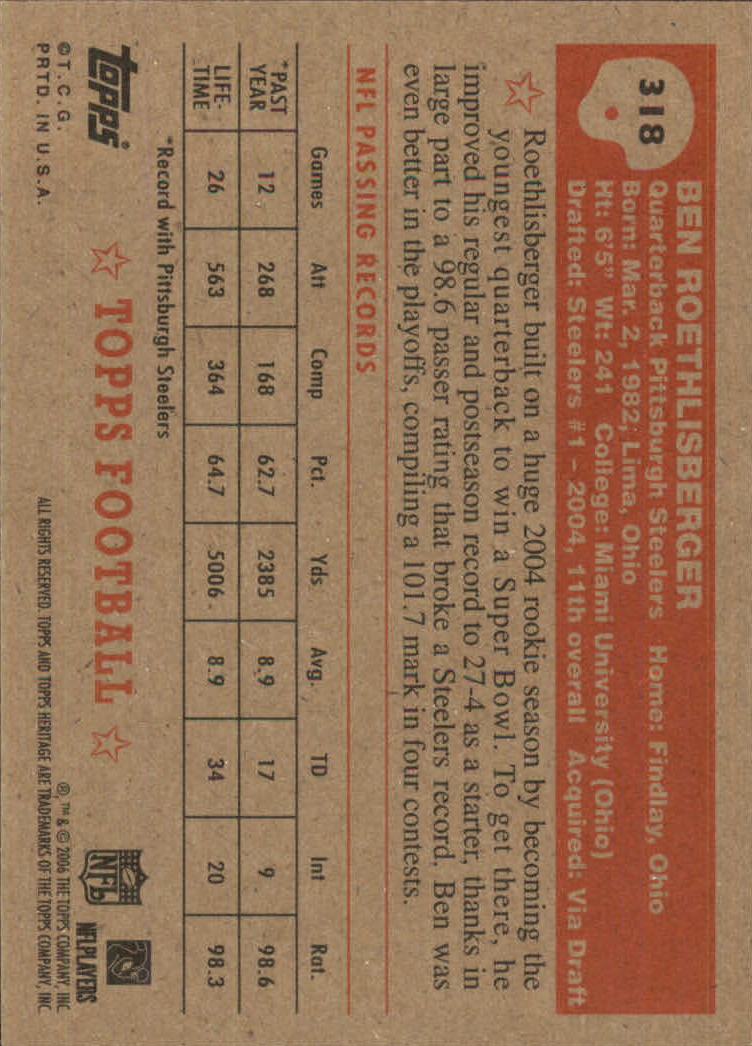 318
BEN ROETHLISBERGER
Quarterback Pittsburgh Steelers Home: Findlay, Ohio
Born: Mar. 2, 1982; Lima, Ohio
Ht: 6'5" Wt: 241 College: Miami University (Ohio)
Drafted: Steelers #1 - 2004, 11th overall Acquired: Via Draft
Roethlisberger built on a huge 2004 rookie season by becoming the
youngest quarterback to win a Super Bowl. To get there, he
improved his regular and postseason record to 27-4 as a starter, thanks in
large part to a 98.6 passer rating that broke a Steelers record. Ben was
even better in the playoffs, compiling a 101.7 mark in four contests.
NFL PASSING RECORDS
Games Att Comp Pct. Yds Avg. TD Int Rat.
*PAST
YEAR 12 268 168 62.7 2385 8.9 17 9 98.6
LIFE-
TIME 26 563 364 64.7 5006 8.9 34 20 98.3
*Record with Pittsburgh Steelers
topps®
©T.C.G.
PRTD. IN U.S.A.
TOPPS FOOTBALL
NFL
NFLPLAYERS
®, ™ & © 2006 THE TOPPS COMPANY, INC
ALL RIGHTS RESERVED. TOPPS AND TOPPS HERITAGE ARE TRADEMARKS OF THE TOPPS COMPANY, INC